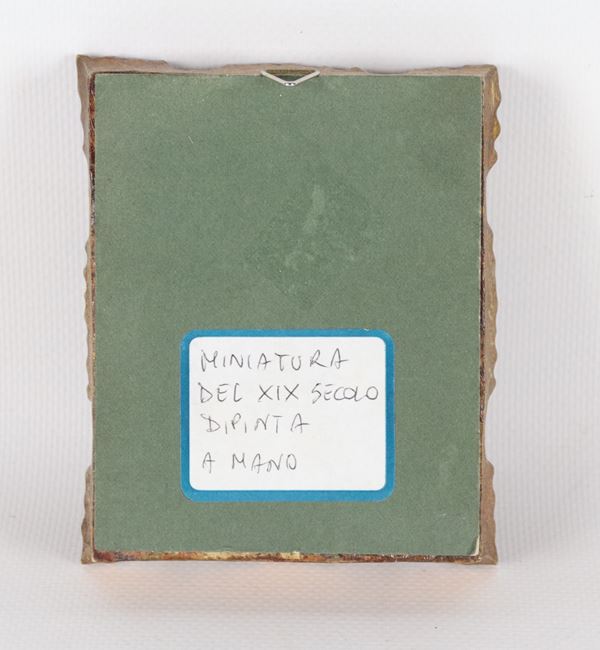 MINIATURA
DEL XIX SECOLO
DIPINTA
A MANO